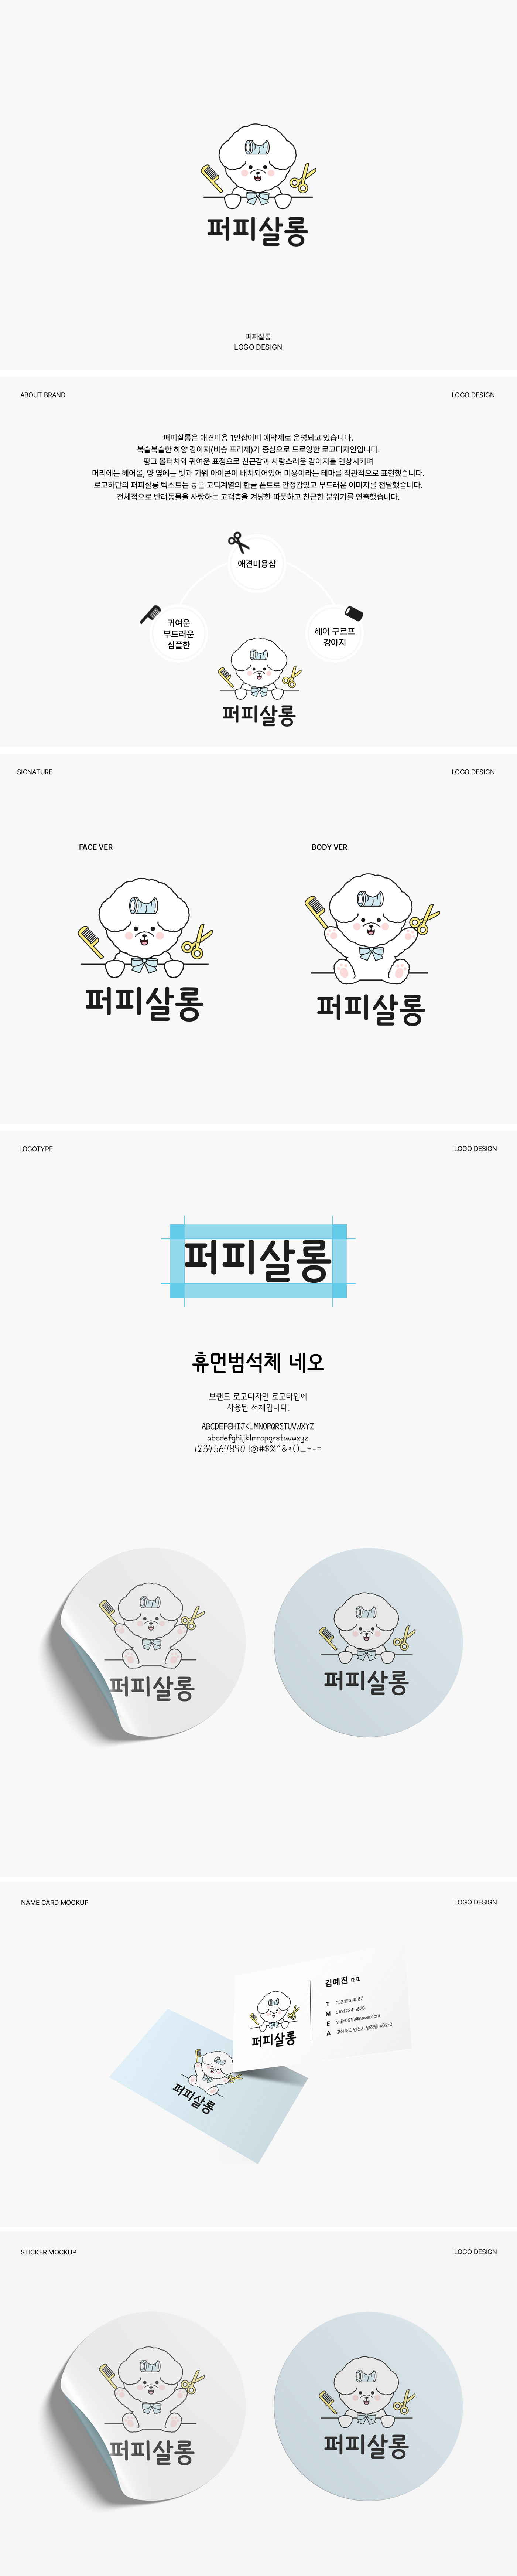 퍼피살롱
퍼피살롱
LOGO DESIGN
ABOUT BRAND
LOGO DESIGN
퍼피살롱은 애견미용 1인샵이며 예약제로 운영되고 있습니다.
복슬복슬한 하얀 강아지(비숑 프리제)가 중심으로 드로잉한 로고디자인입니다.
핑크 볼터치와 귀여운 표정으로 친근감과 사랑스러운 강아지를 연상시키며
머리에는 헤어롤, 양 옆에는 빗과 가위 아이콘이 배치되어있어 미용이라는 테마를 직관적으로 표현했습니다.
로고하단의 퍼피살롱 텍스트는 둥근 고딕계열의 한글 폰트로 안정감있고 부드러운 이미지를 전달했습니다.
전체적으로 반려동물을 사랑하는 고객층을 겨냥한 따뜻하고 친근한 분위기를 연출했습니다.
애견미용샵
귀여운
부드러운
심플한
헤어 구르프
강아지
퍼피살롱
SIGNATURE
LOGO DESIGN
FACE VER
BODY VER
퍼피살롱
퍼피살롱
LOGOTYPE
LOGO DESIGN
퍼피살롱
휴먼범석체 네오
브랜드 로고디자인 로고타입에
사용된 서체입니다.
ABCDEFGHIJKLMNOPQRSTUVWXYZ
abcdefghijklmnopqrstuvwxyz
1234567890 !@#$%^&*()_+-=
퍼피살롱
퍼피살롱
NAME CARD MOCKUP
LOGO DESIGN
김예진 대표
T 032.123.4567
M 010.1234.5678
E yejin0916@naver.com
A 경상북도 영천시 망정동 462-2
퍼피살롱
퍼피살롱
STICKER MOCKUP
LOGO DESIGN
퍼피살롱
퍼피살롱